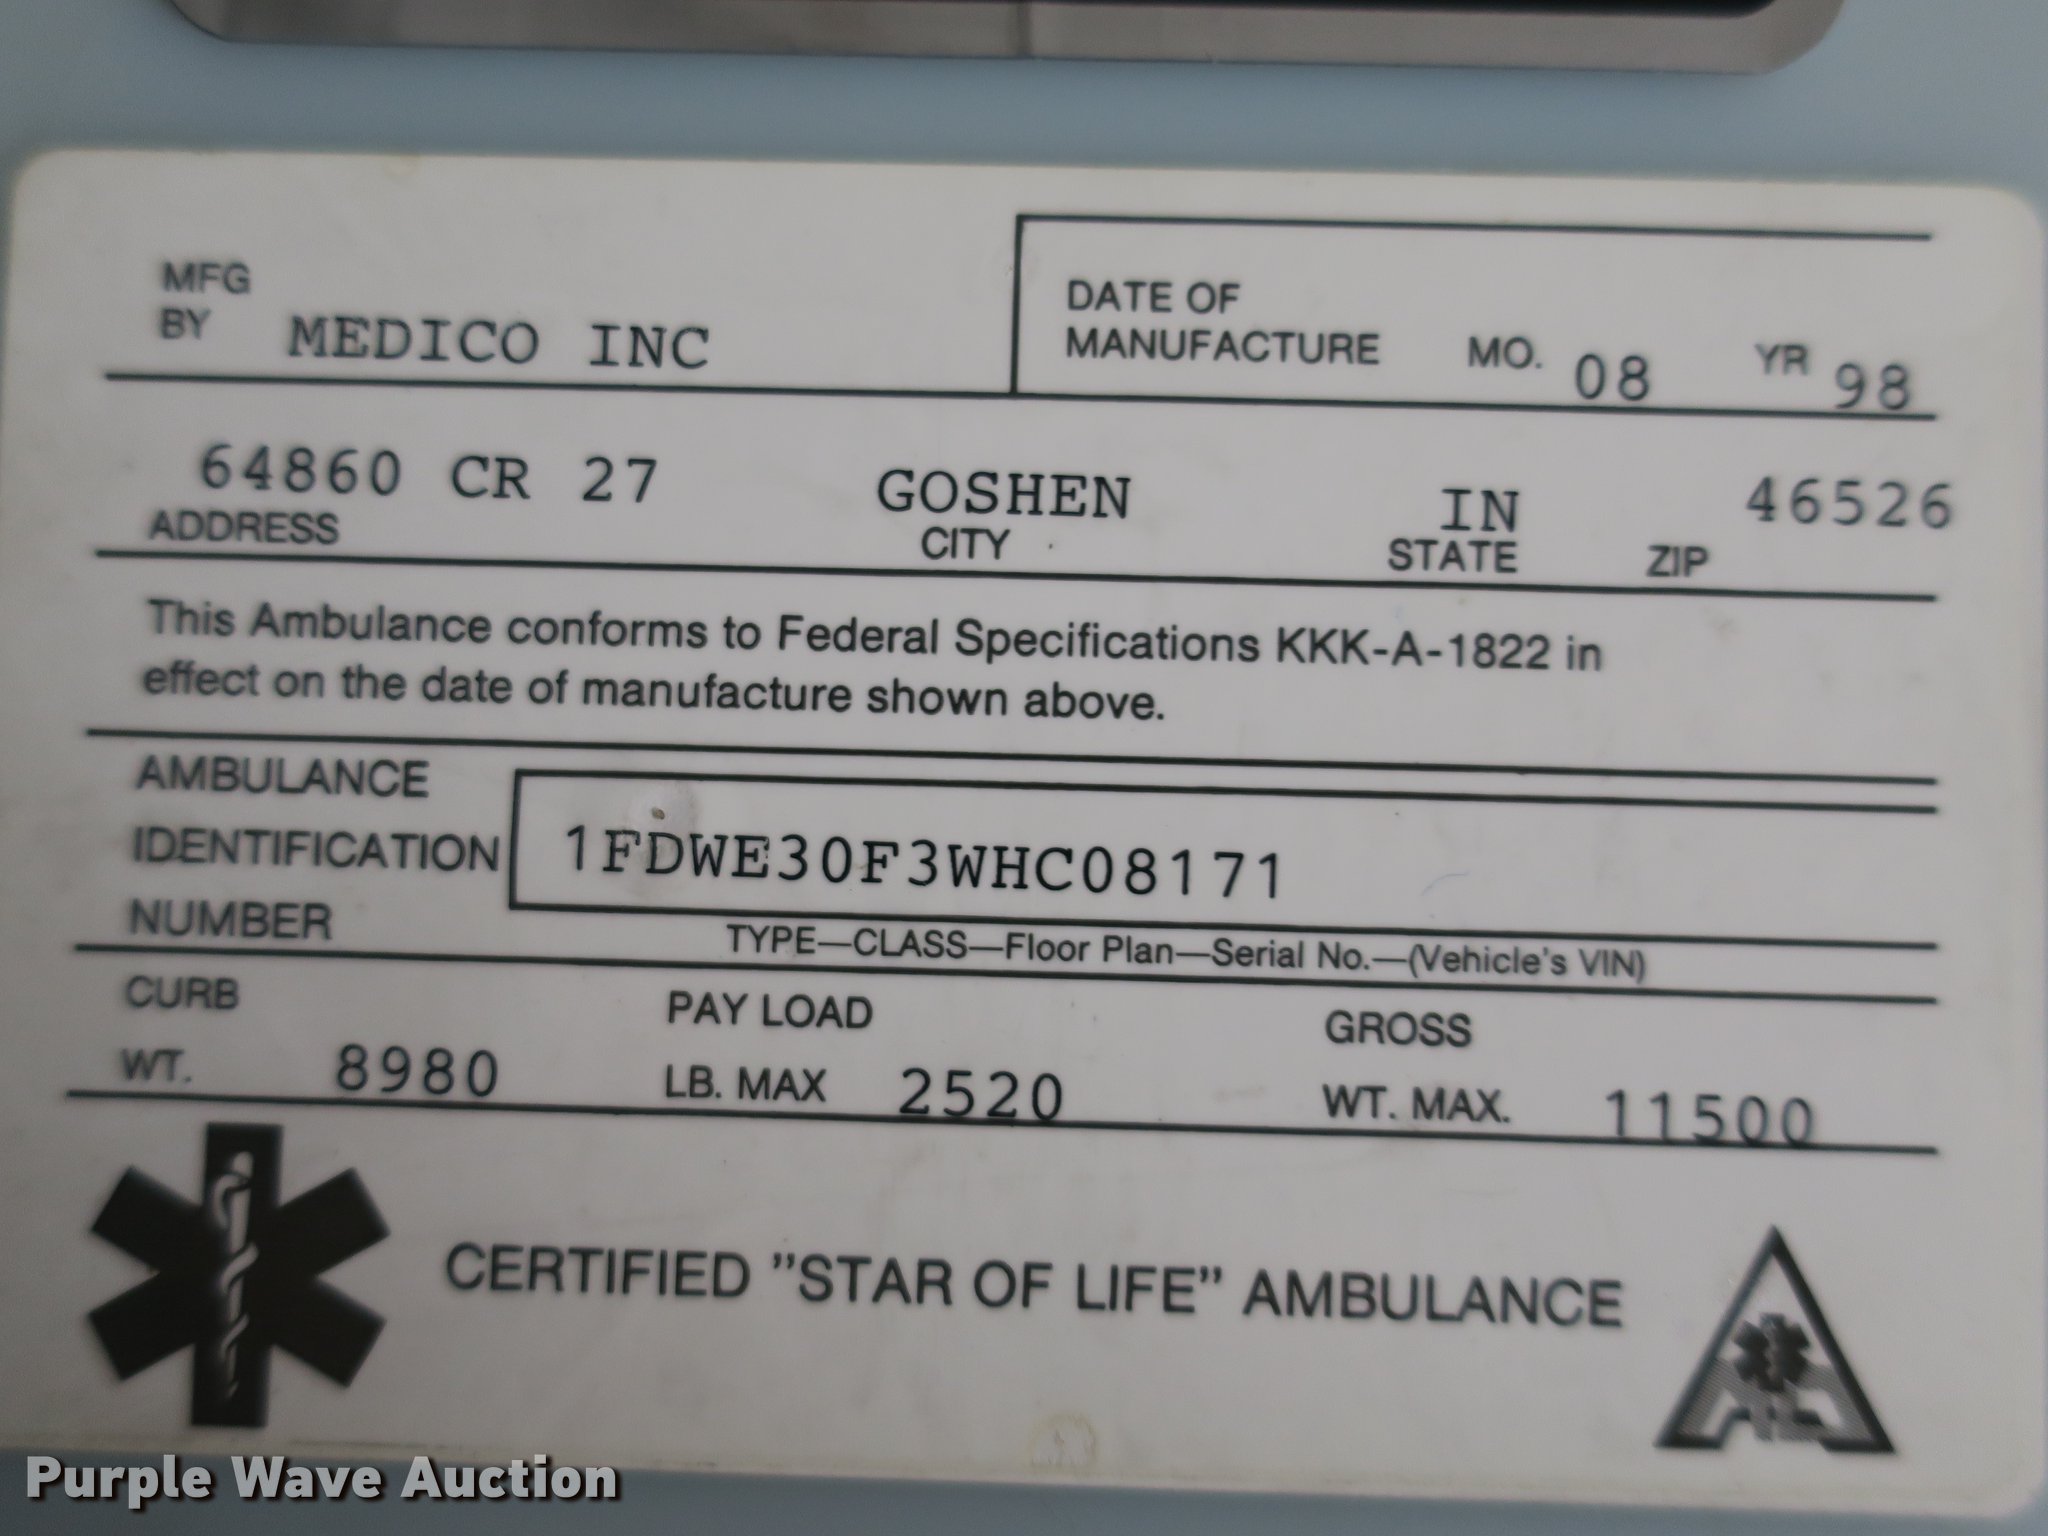 MFG
BY MEDICO INC
DATE OF
MANUFACTURE MO. 08 YR 98
64860 CR 27 GOSHEN IN 46526
ADDRESS CITY STATE ZIP
This Ambulance conforms to Federal Specifications KKK-A-1822 in
effect on the date of manufacture shown above.
AMBULANCE
IDENTIFICATION 1FDWE30F3WHC08171
NUMBER
TYPE—CLASS—Floor Plan—Serial No.—(Vehicle's VIN)
CURB PAY LOAD GROSS
WT. 8980 LB. MAX 2520 WT. MAX. 11500
CERTIFIED "STAR OF LIFE" AMBULANCE
Purple Wave Auction